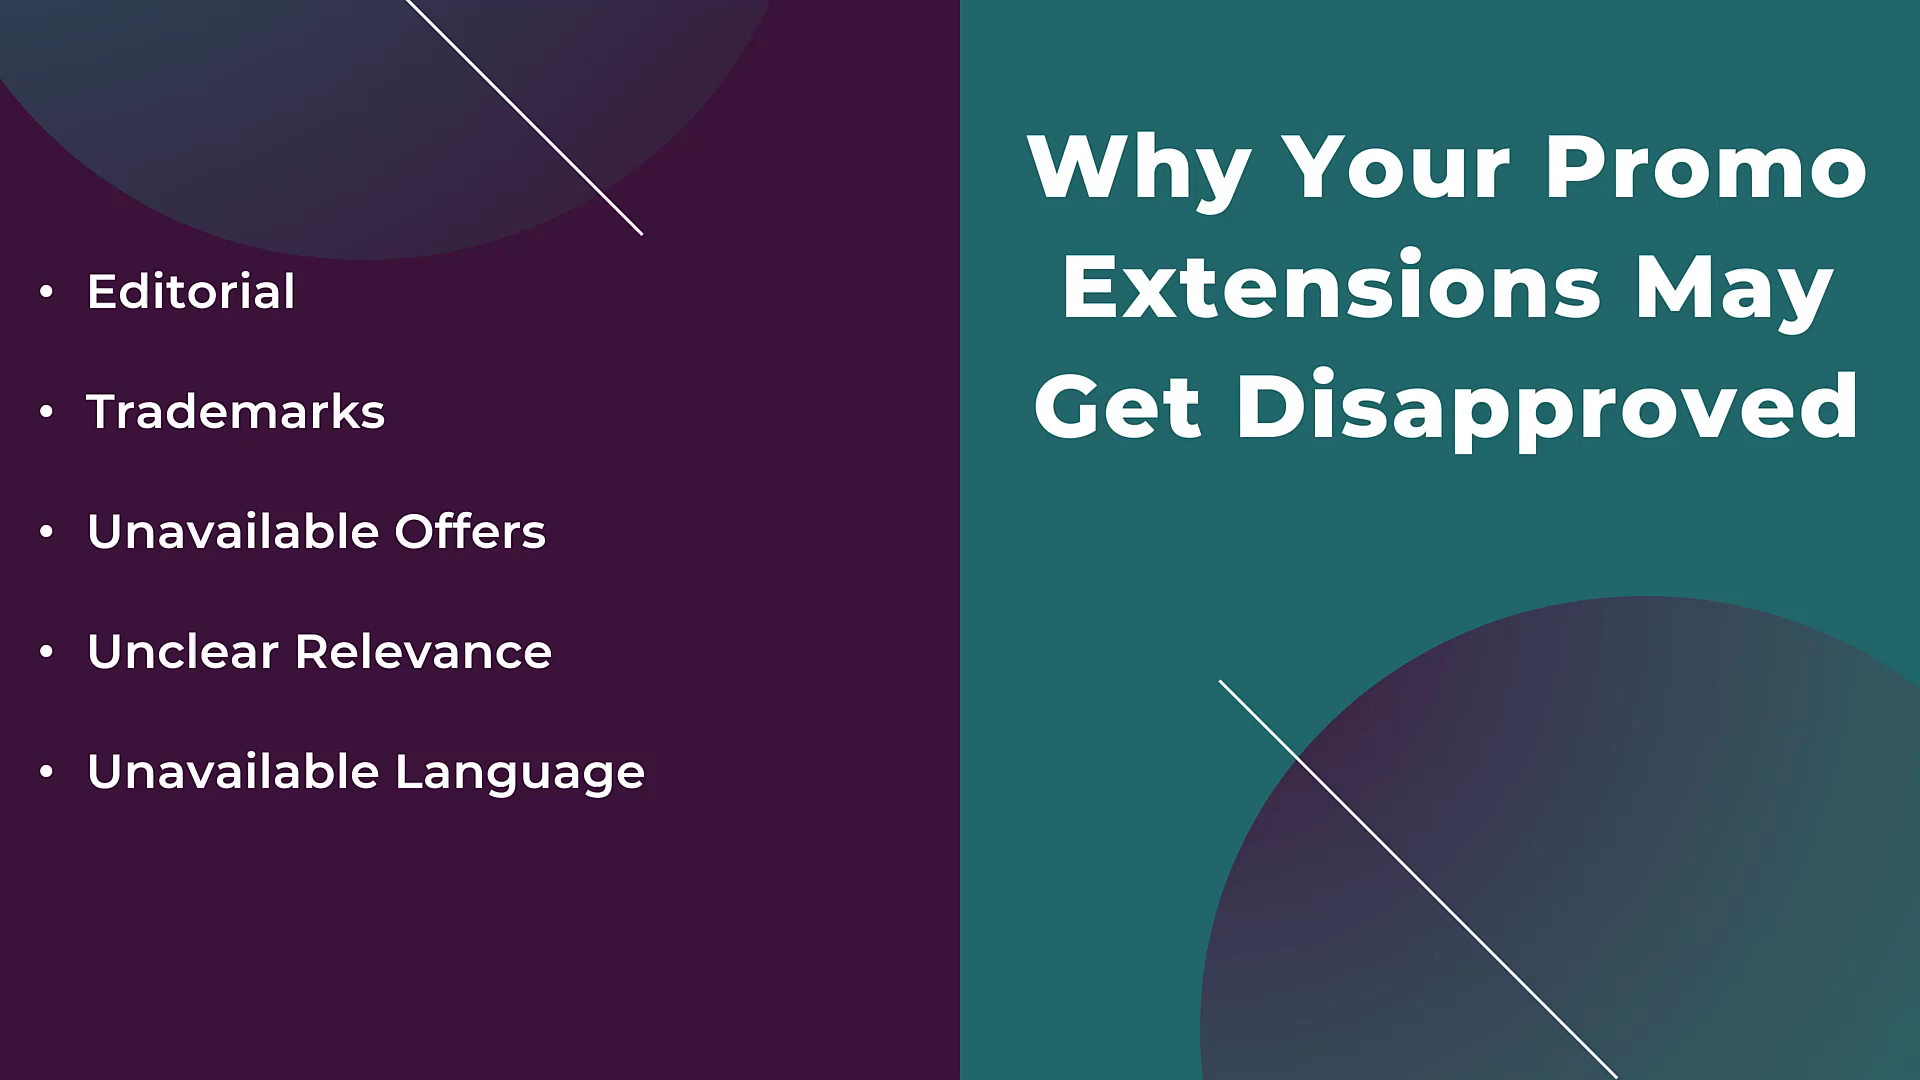 Why Your Promo
Extensions May
Get Disapproved
• Editorial
• Trademarks
• Unavailable Offers
• Unclear Relevance
• Unavailable Language